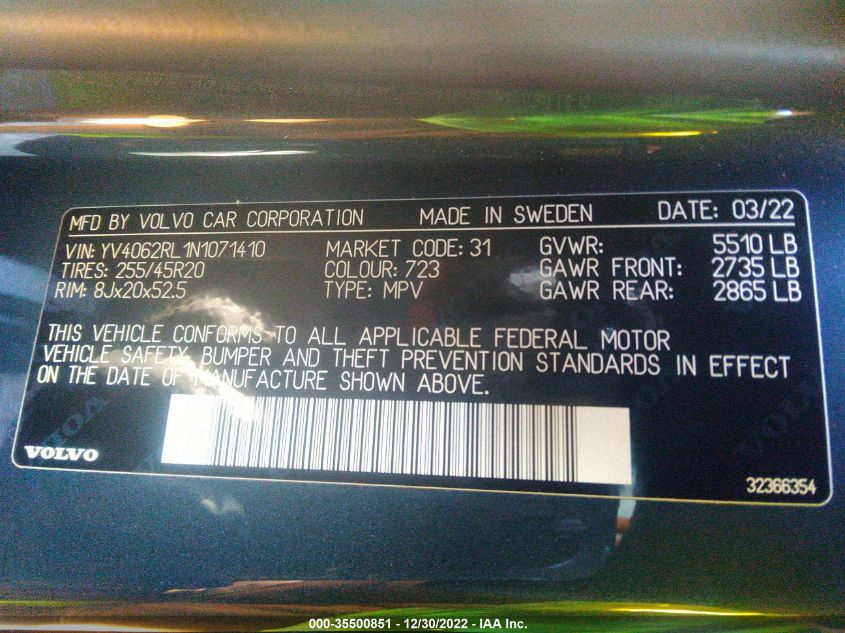 MFD BY VOLVO CAR CORPORATION MADE IN SWEDEN DATE: 03/22
VIN: YV4062RL1N1071410 MARKET CODE: 31 GVWR: 5510 LB
TIRES: 255/45R20 COLOUR: 723 GAWR FRONT: 2735 LB
RIM: 8Jx20x52.5 TYPE: MPV GAWR REAR: 2865 LB
THIS VEHICLE CONFORMS TO ALL APPLICABLE FEDERAL MOTOR
VEHICLE SAFETY, BUMPER AND THEFT PREVENTION STANDARDS IN EFFECT
ON THE DATE OF MANUFACTURE SHOWN ABOVE.
VOLVO
32366354
000-35500851 - 12/30/2022 - IAA Inc.